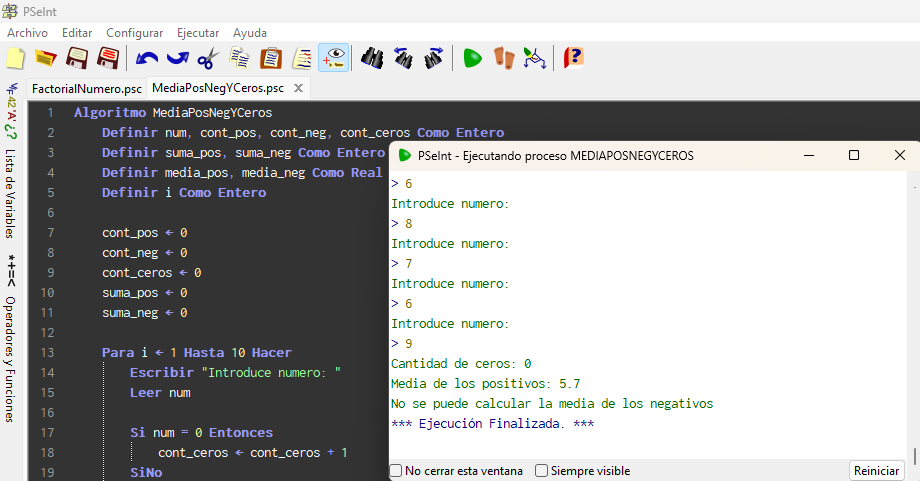 PSeInt
Archivo Editar Configurar Ejecutar Ayuda
FactorialNumero.psc MediaPosNegYCeros.psc X
Lista de Variables
Operadores y Funciones
*+=<
1 Algoritmo MediaPosNegYCeros
2 Definir num, cont_pos, cont_neg, cont_ceros Como Entero
3 Definir suma_pos, suma_neg Como Entero
4 Definir media_pos, media_neg Como Real
5 Definir i Como Entero
6
7 cont_pos ← 0
8 cont_neg ← 0
9 cont_ceros ← 0
10 suma_pos ← 0
11 suma_neg ← 0
12
13 Para i ← 1 Hasta 10 Hacer
14 Escribir "Introduce numero: "
15 Leer num
16
17 Si num = 0 Entonces
18 cont_ceros ← cont_ceros + 1
19 SiNo
PSeInt - Ejecutando proceso MEDIAPOSNEGYCEROS
> 6
Introduce numero:
> 8
Introduce numero:
> 7
Introduce numero:
> 6
Introduce numero:
> 9
Cantidad de ceros: 0
Media de los positivos: 5.7
No se puede calcular la media de los negativos
*** Ejecución Finalizada. ***
No cerrar esta ventana Siempre visible Reiniciar